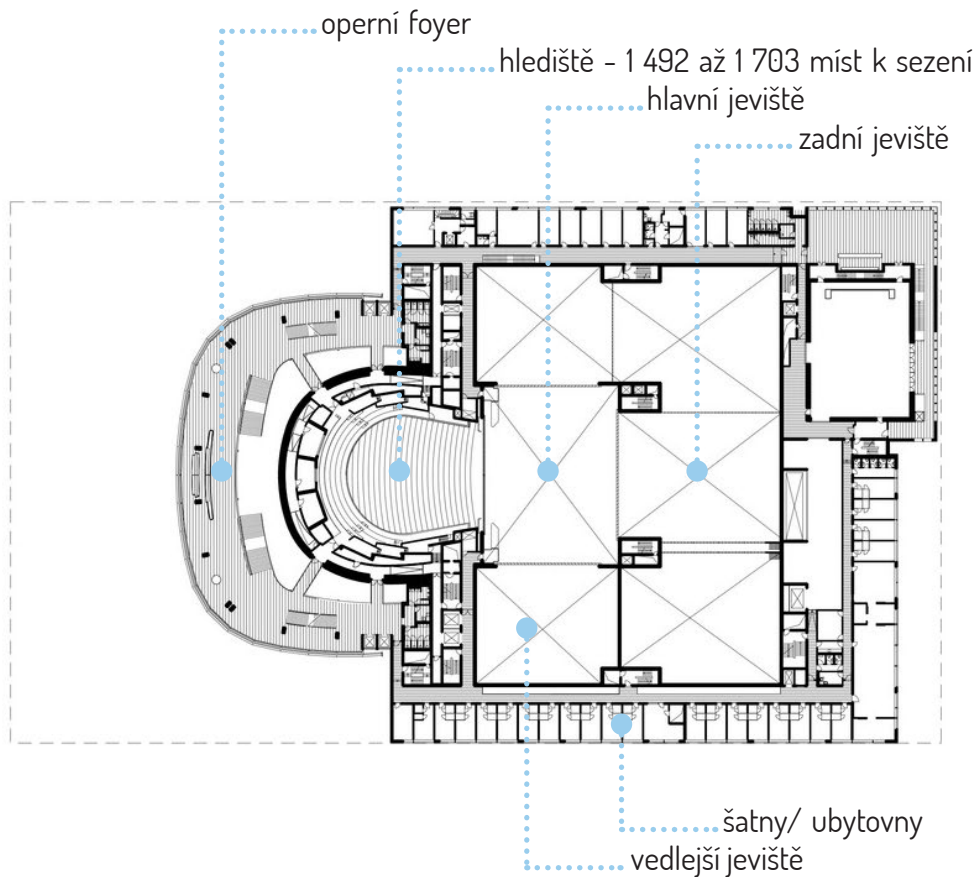 operní foyer
hlediště - 1 492 až 1 703 míst k sezení
hlavní jeviště
zadní jeviště
šatny/ ubytovny
vedlejší jeviště